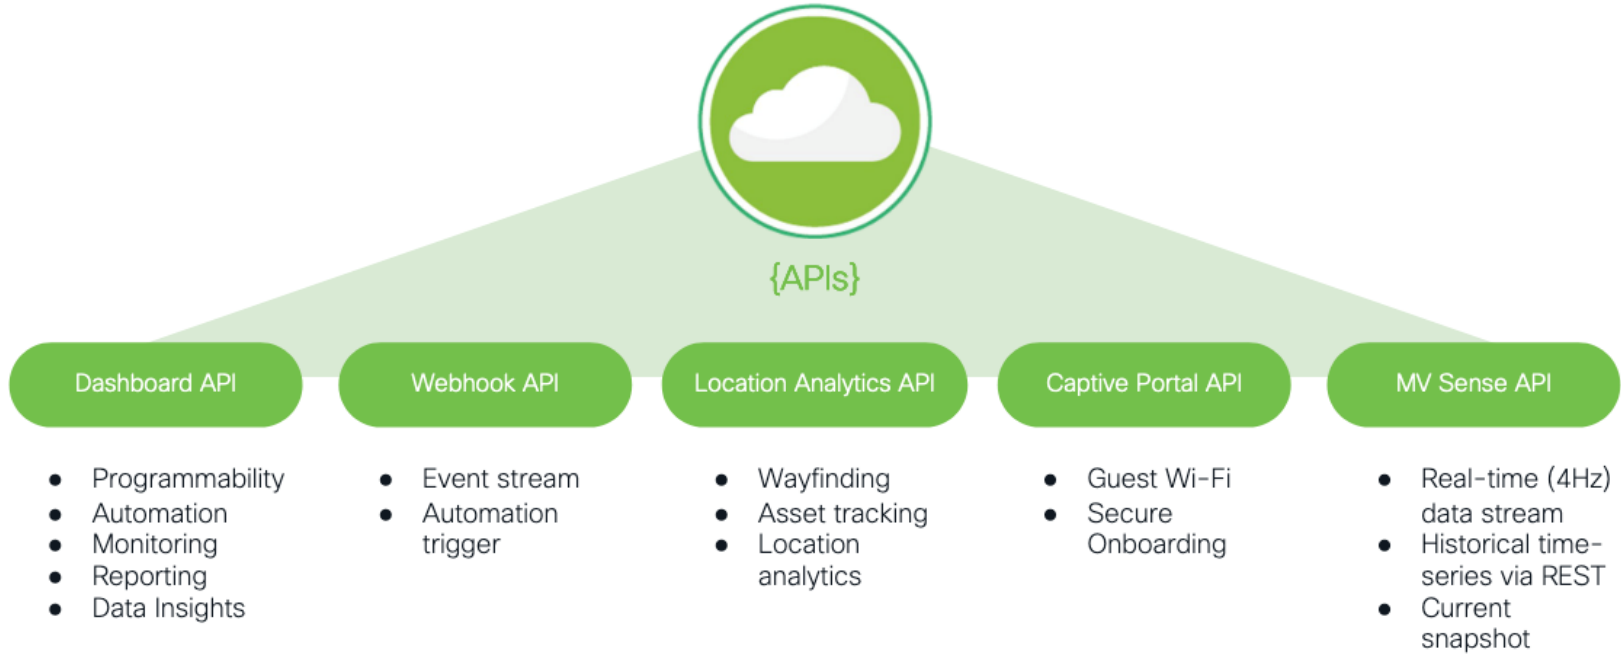 {APIs}
Dashboard API
Webhook API
Location Analytics API
Captive Portal API
MV Sense API
● Programmability
● Automation
● Monitoring
● Reporting
● Data Insights
● Event stream
● Automation
trigger
● Wayfinding
● Asset tracking
● Location
analytics
● Guest Wi-Fi
● Secure
Onboarding
● Real-time (4Hz)
data stream
● Historical time-
series via REST
● Current
snapshot